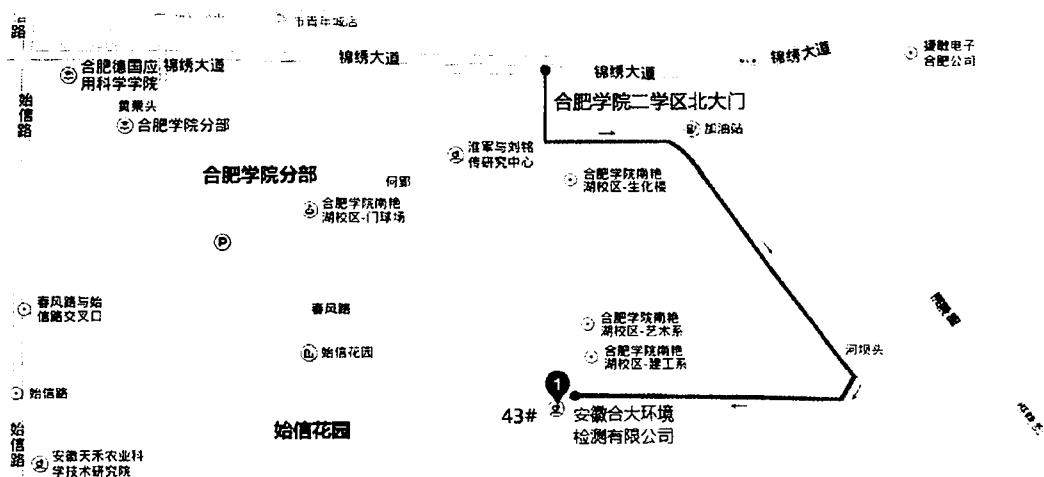 路
市青年城店
锦绣大道
锦绣大道
锦绣大道
锦绣大道
捷敏电子
合肥公司
合肥德国应
用科学学院
始信路
黄栗头
合肥学院分部
合肥学院二学区北大门
加油站
淮军与刘铭
传研究中心
合肥学院分部
何郢
合肥学院南艳
湖校区-生化楼
合肥学院南艳
湖校区-门球场
P
春风路与始
信路交叉口
春风路
合肥学院南艳
湖校区-艺术系
始信花园
合肥学院南艳
湖校区-建工系
河坝头
始信路
1
43#
安徽合大环境
检测有限公司
始信路
始信花园
安徽天禾农业科
学技术研究院